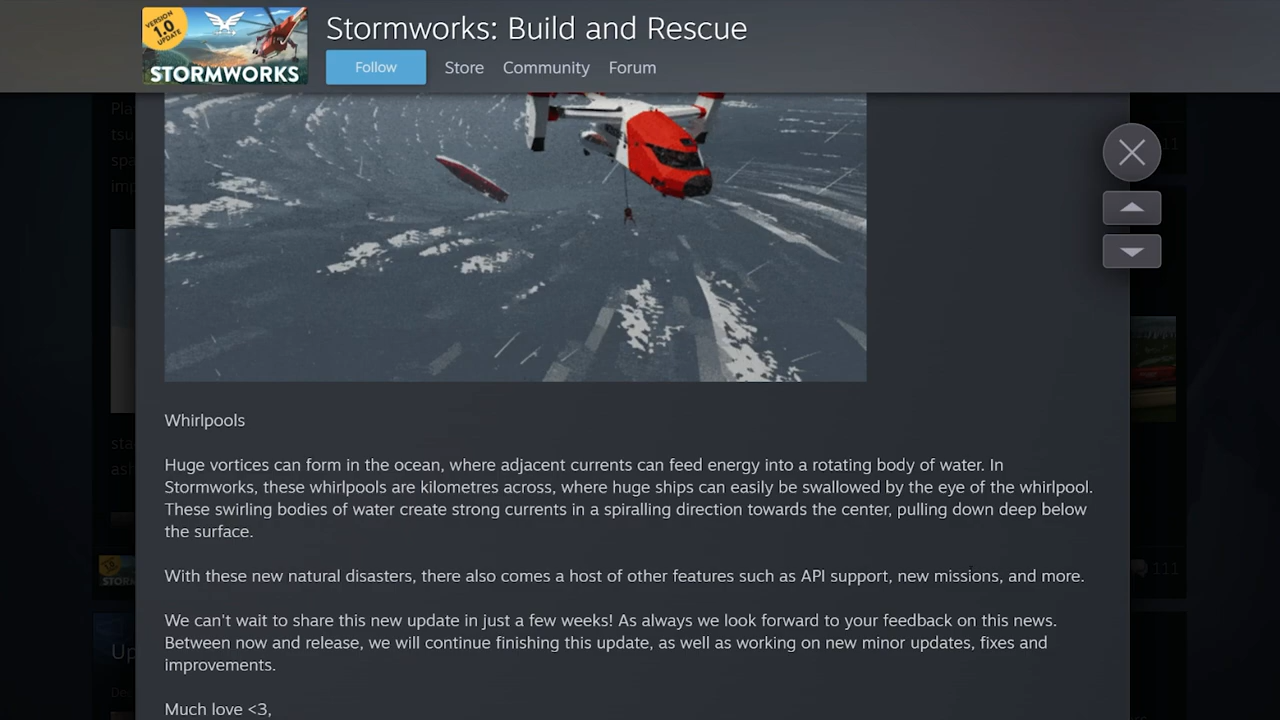 VERSION
1.0
UPDATE
STORMWORKS
Stormworks: Build and Rescue
Follow
Store
Community
Forum
Whirlpools
Huge vortices can form in the ocean, where adjacent currents can feed energy into a rotating body of water. In
Stormworks, these whirlpools are kilometres across, where huge ships can easily be swallowed by the eye of the whirlpool.
These swirling bodies of water create strong currents in a spiralling direction towards the center, pulling down deep below
the surface.
With these new natural disasters, there also comes a host of other features such as API support, new missions, and more.
We can't wait to share this new update in just a few weeks! As always we look forward to your feedback on this news.
Between now and release, we will continue finishing this update, as well as working on new minor updates, fixes and
improvements.
Much love <3,
111